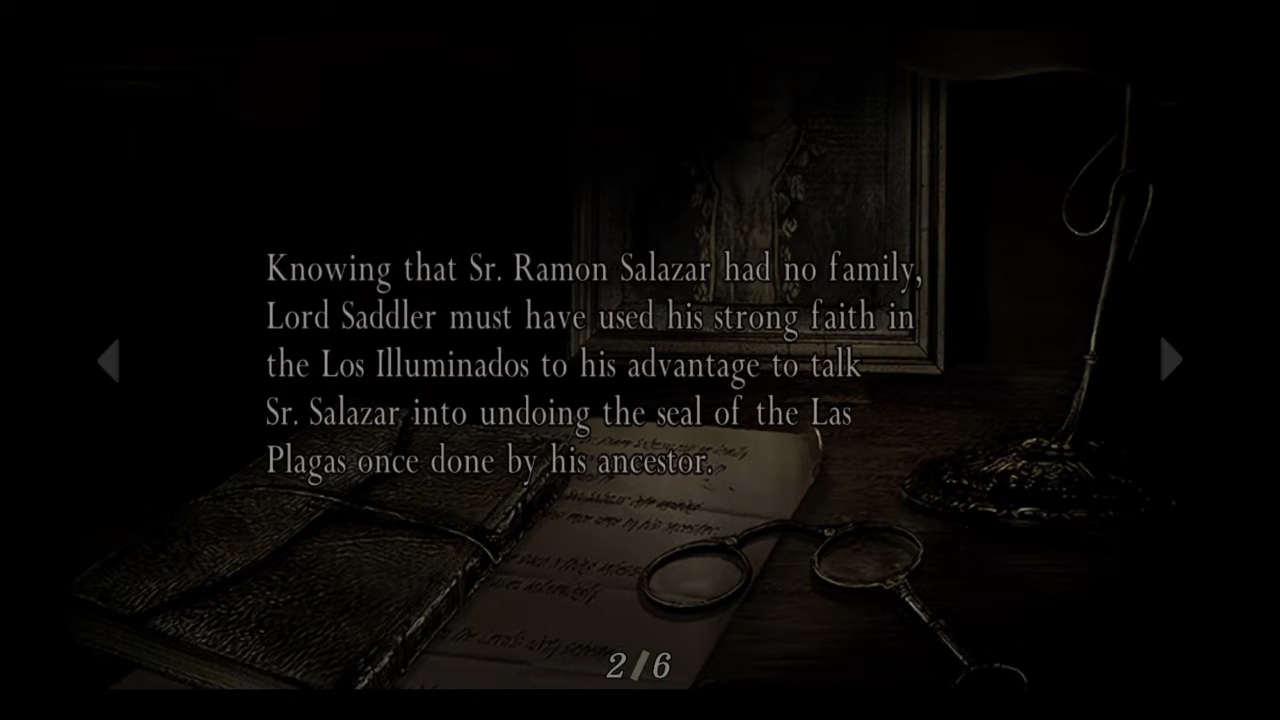 Knowing that Sr. Ramon Salazar had no family,
Lord Saddler must have used his strong faith in
the Los Illuminados to his advantage to talk
Sr. Salazar into undoing the seal of the Las
Plagas once done by his ancestor.
2/6